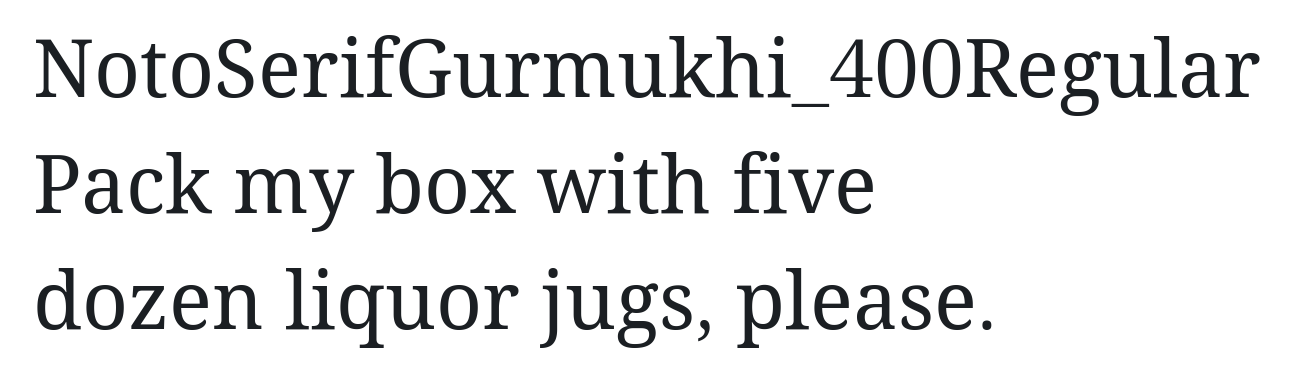 NotoSerifGurmukhi_400Regular
Pack my box with five
dozen liquor jugs, please.